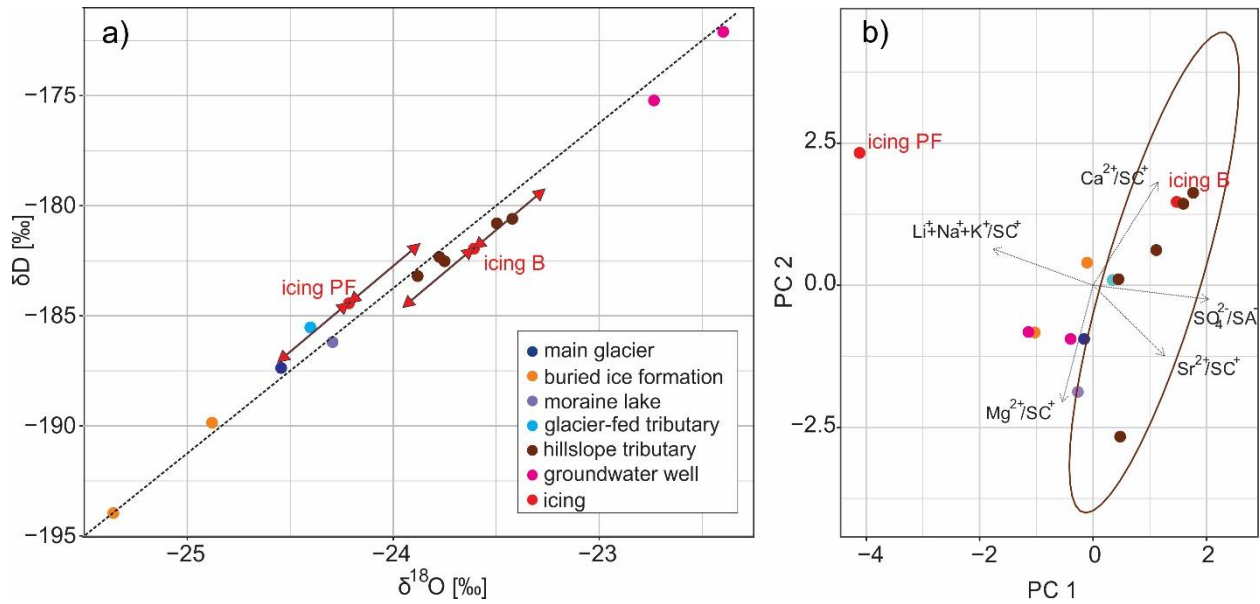 a)
δD [‰]
−175
−180
−185
−190
−195
icing PF
icing B
main glacier
buried ice formation
moraine lake
glacier-fed tributary
hillslope tributary
groundwater well
icing
−25
−24
−23
δ¹⁸O [‰]
b)
PC 2
2.5
0.0
−2.5
icing PF
Ca²⁺/SC⁺
icing B
Li⁺+Na⁺+K⁺/SC⁺
SO₄²⁻/SA⁻
Sr²⁺/SC⁺
Mg²⁺/SC⁺
−4
−2
0
2
PC 1